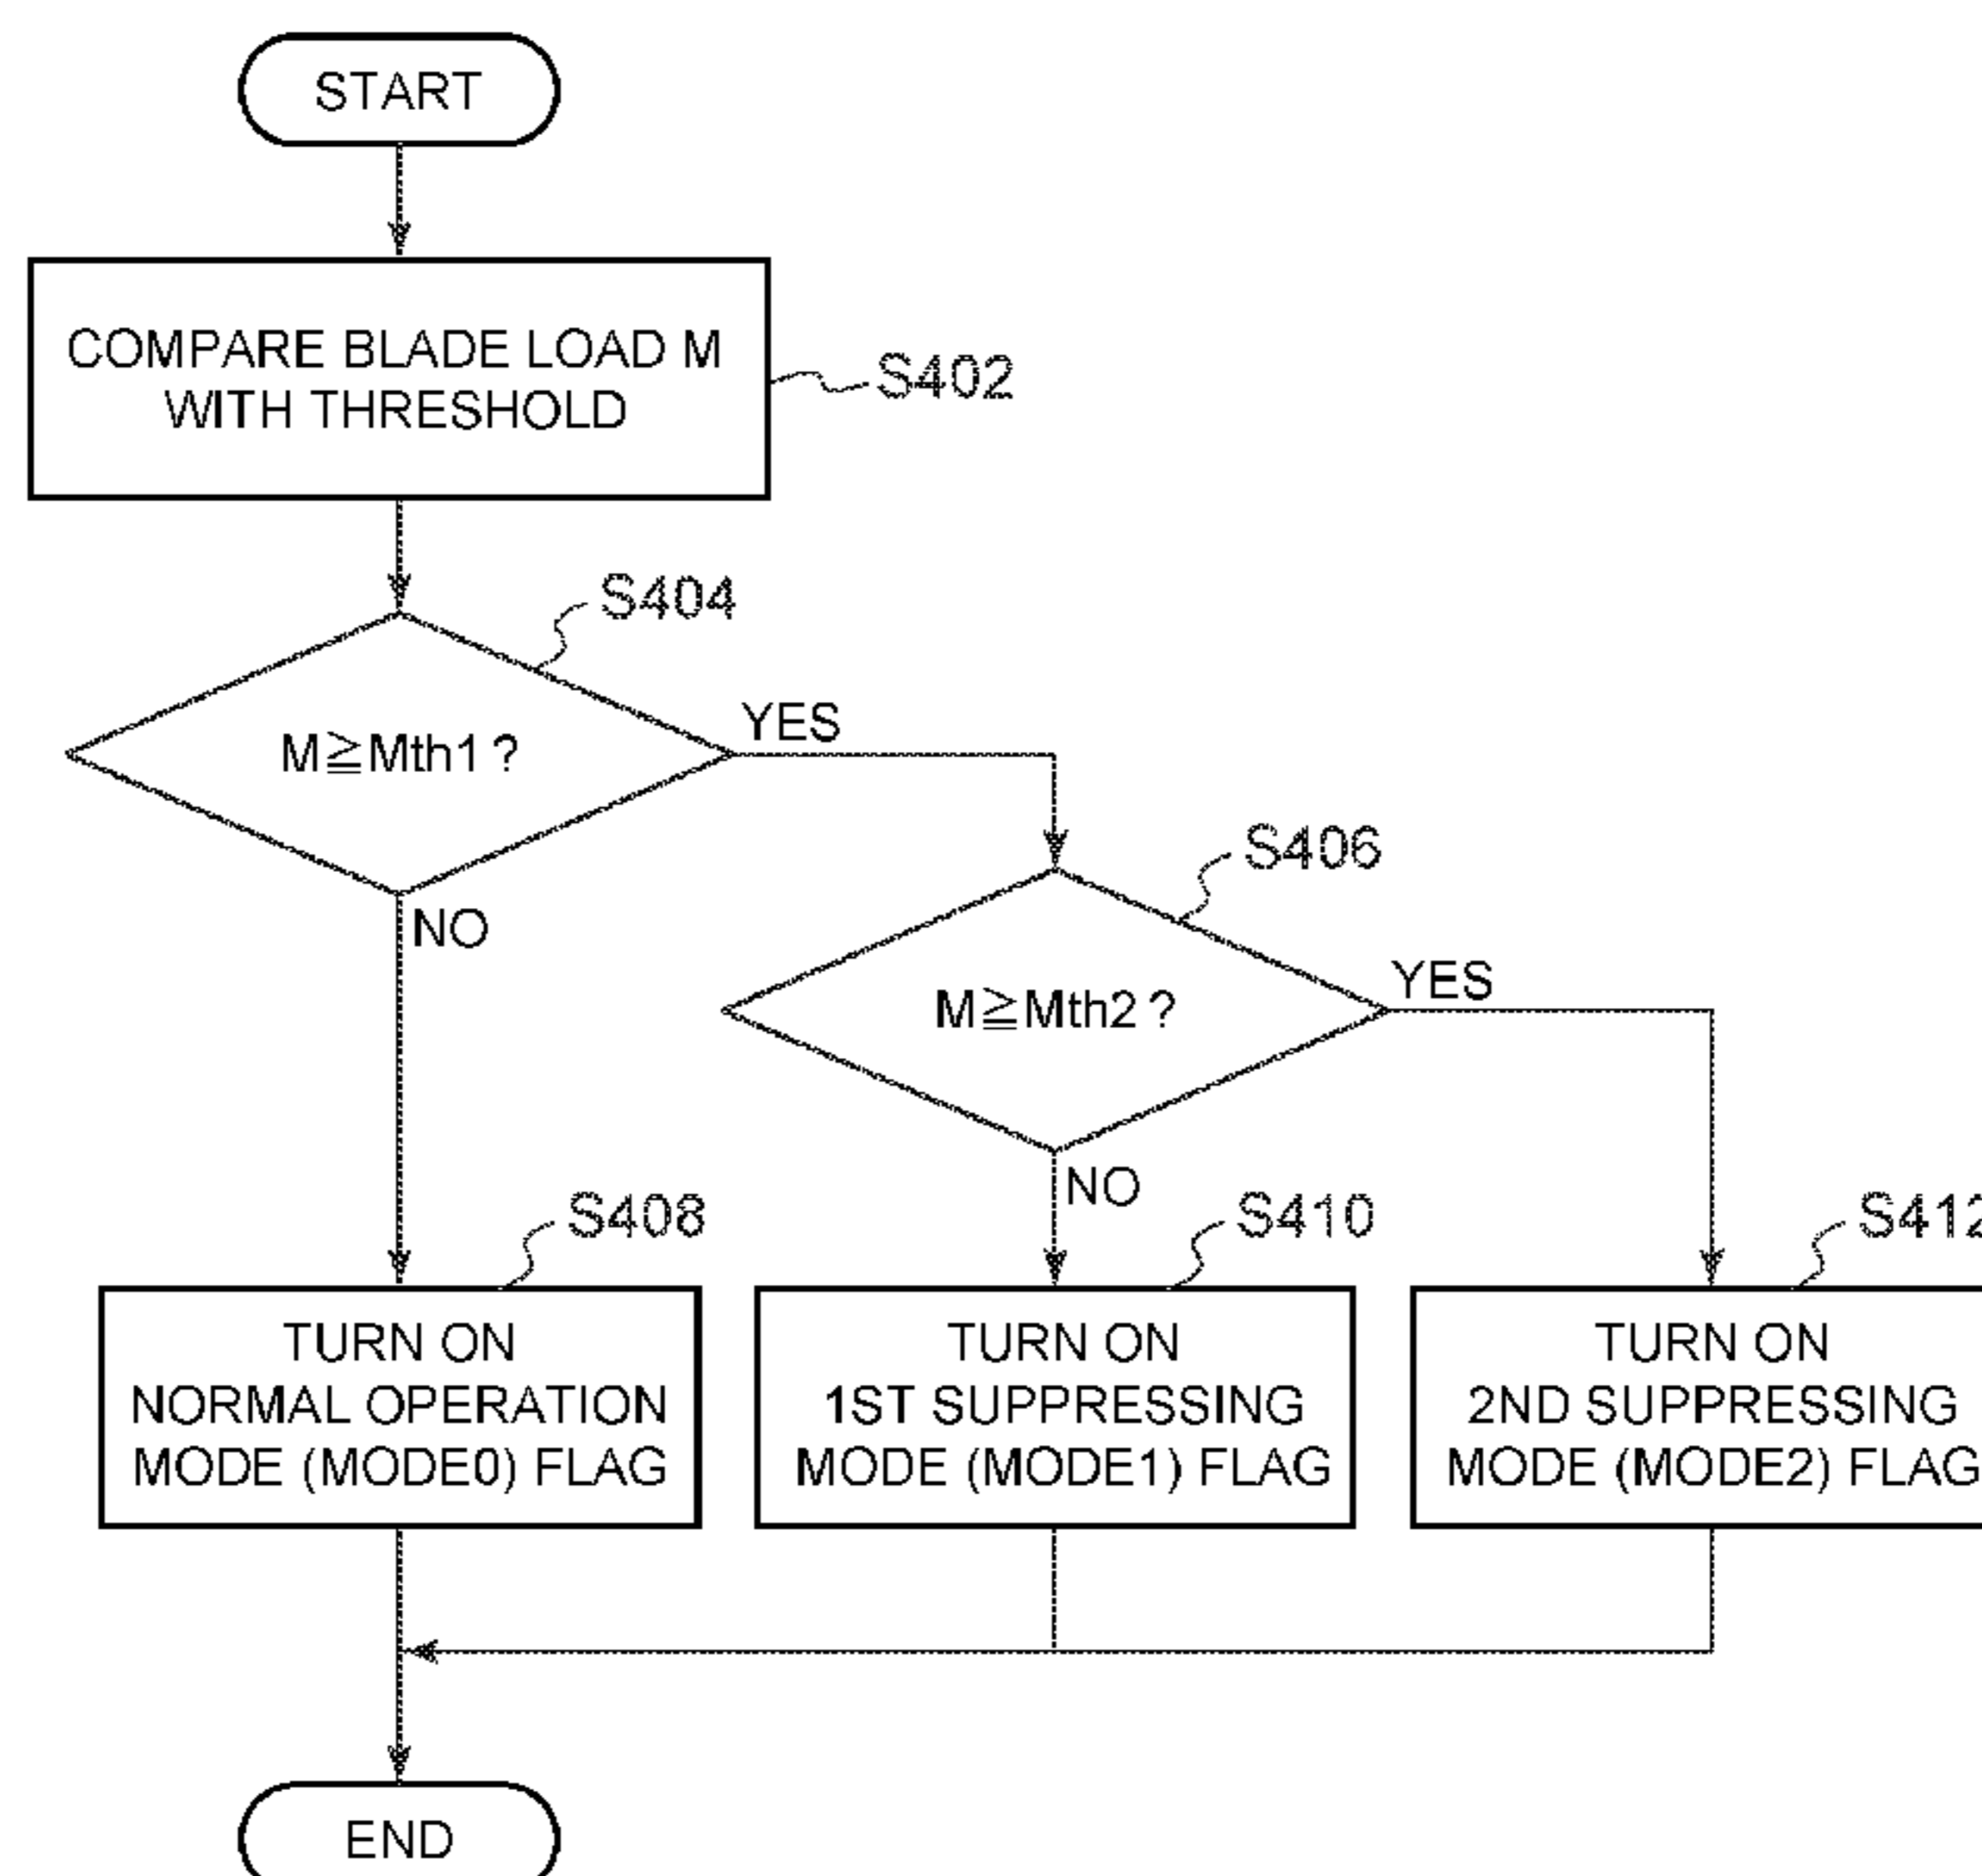 START
COMPARE BLADE LOAD M
WITH THRESHOLD
S402
S404
M≧Mth1?
YES
NO
S406
M≧Mth2?
YES
NO
S408
TURN ON
NORMAL OPERATION
MODE (MODE0) FLAG
S410
TURN ON
1ST SUPPRESSING
MODE (MODE1) FLAG
S412
TURN ON
2ND SUPPRESSING
MODE (MODE2) FLAG
END